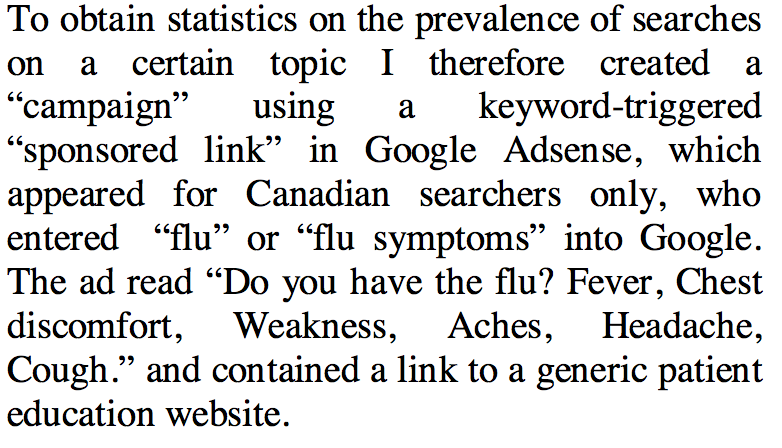 To obtain statistics on the prevalence of searches
on a certain topic I therefore created a
“campaign” using a keyword-triggered
“sponsored link” in Google Adsense, which
appeared for Canadian searchers only, who
entered “flu” or “flu symptoms” into Google.
The ad read “Do you have the flu? Fever, Chest
discomfort, Weakness, Aches, Headache,
Cough.” and contained a link to a generic patient
education website.